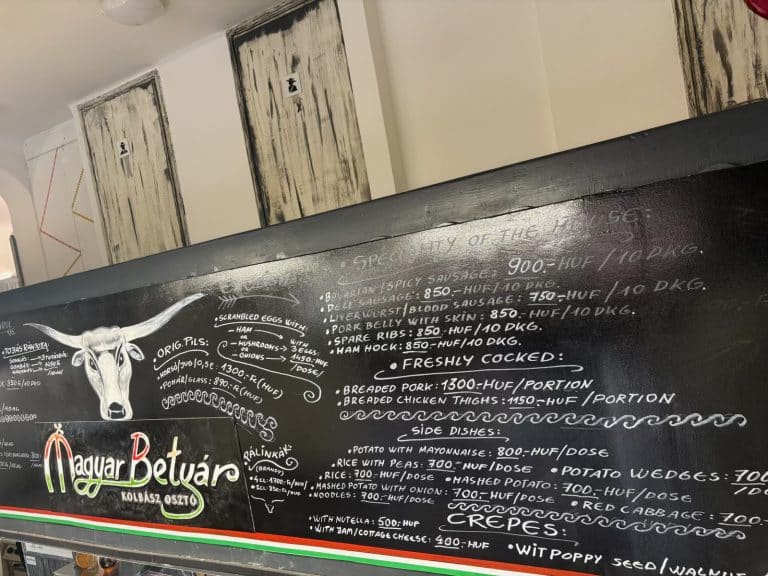 • TOJÁS RÁNTOTTA:
MAGYAR BETYÁR
KOLBÁSZ OSZTÓ
• ORIG. PILS:
KORSÓ/JUG/0,5L: 1300-Ft(HUF)
• POHÁR/GLASS: 890-Ft(HUF)
• SCRAMBLED EGGS WITH
- HAM
OR
- MUSHROOMS
OR
- ONIONS
WITH
3 EGGS:
1450-HUF
/DOSE/
PALINKA
(BRANDY)
• SPECIALITY OF THE HOUSE:
• BAVARIAN/SPICY SAUSAGE: 900.-HUF/10 DKG.
• DELI SAUSAGE: 850.-HUF/10 DKG.
• LIVERWURST/BLOOD SAUSAGE: 750.-HUF/10 DKG.
• PORK BELLY WITH SKIN: 850.-HUF/10 DKG.
• SPARE RIBS: 850.-HUF/10 DKG.
• HAM HOCK: 850.-HUF/10 DKG.
• FRESHLY COCKED:
• BREADED PORK: 1300-HUF/PORTION
• BREADED CHICKEN THIGHS: 1150.-HUF/PORTION
SIDE DISHES:
• POTATO WITH MAYONNAISE: 800.-HUF/DOSE
• RICE WITH PEAS: 700.-HUF/DOSE
• POTATO WEDGES: 700
• RICE: 700-HUF/DOSE
• MASHED POTATO: 700.-HUF/DOSE
MASHED POTATO WITH ONION: 700.-HUF/DOSE
• RED CABBAGE: 700.-
NOODLES: 700-HUF/DOSE
CREPES:
• WITH NUTELLA: 500.-HUF
• WITH JAM/COTTAGE CHEESE: 400.-HUF
• WIT POPPY SEED/WALNUT